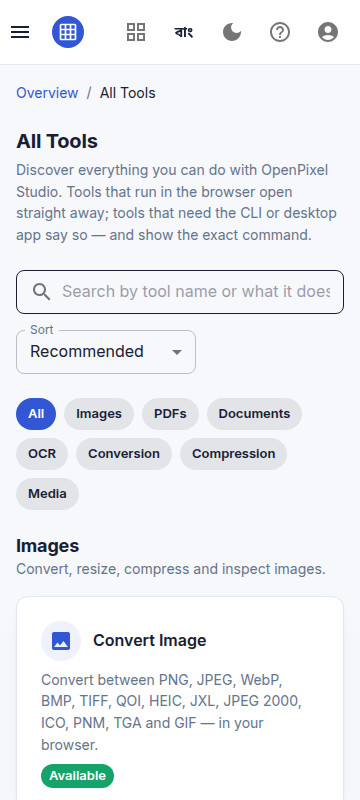 বাং
Overview / All Tools
All Tools
Discover everything you can do with OpenPixel
Studio. Tools that run in the browser open
straight away; tools that need the CLI or desktop
app say so — and show the exact command.
Search by tool name or what it does
Sort
Recommended
All Images PDFs Documents
OCR Conversion Compression
Media
Images
Convert, resize, compress and inspect images.
Convert Image
Convert between PNG, JPEG, WebP,
BMP, TIFF, QOI, HEIC, JXL, JPEG 2000,
ICO, PNM, TGA and GIF — in your
browser.
Available